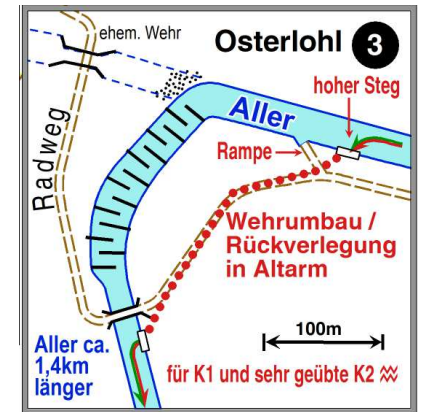 ehem. Wehr
Osterlohl 3
hoher Steg
Aller
Radweg
Rampe
Wehrumbau /
Rückverlegung
in Altarm
100m
Aller ca.
1,4km
länger
für K1 und sehr geübte K2